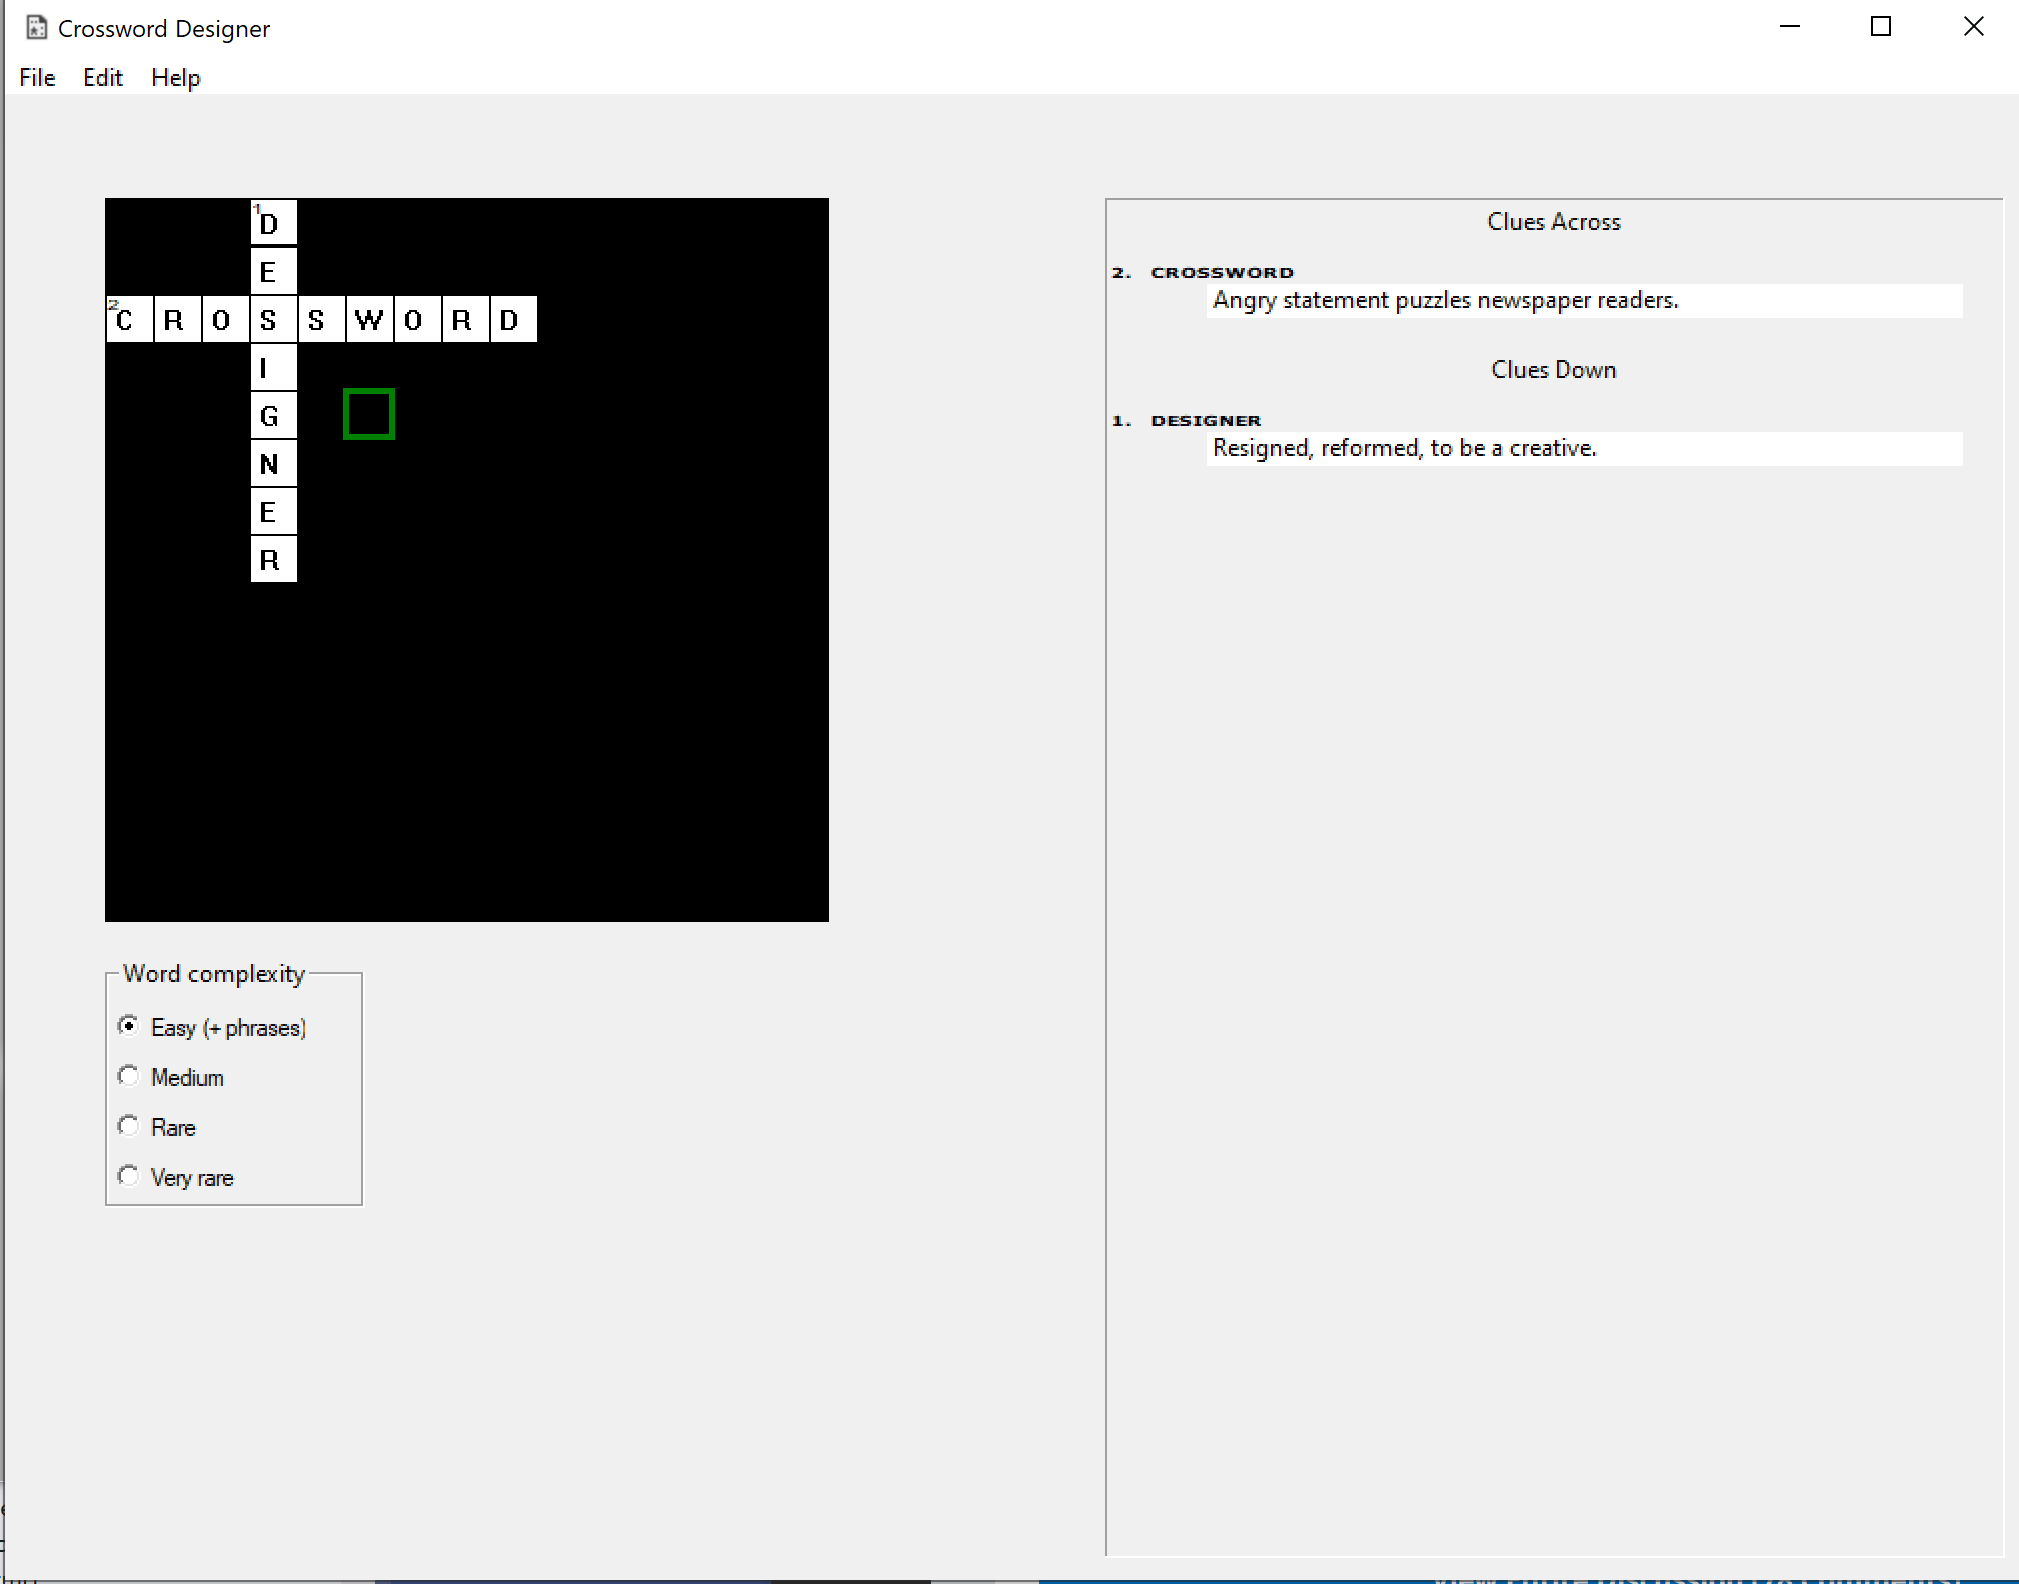 Crossword Designer
File Edit Help
1
D
E
2
C R O S S W O R D
I
G
N
E
R
Clues Across
2. CROSSWORD
Angry statement puzzles newspaper readers.
Clues Down
1. DESIGNER
Resigned, reformed, to be a creative.
Word complexity
Easy (+ phrases)
Medium
Rare
Very rare